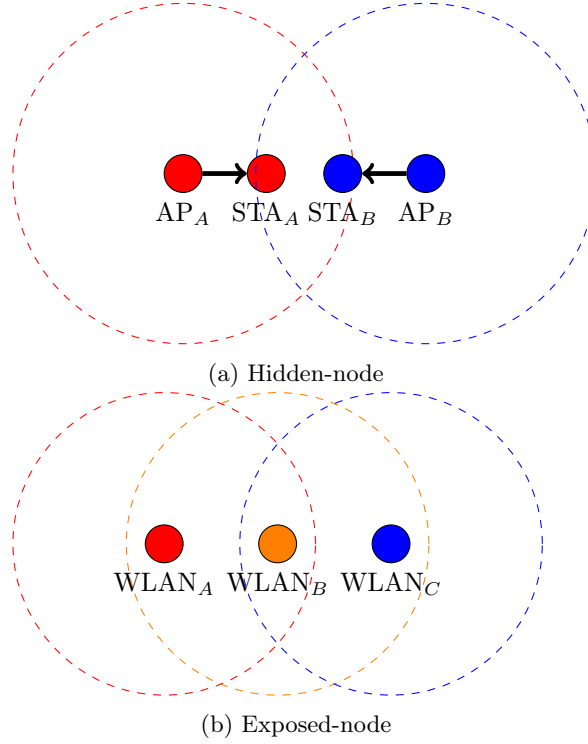 AP_A STA_A STA_B AP_B
(a) Hidden-node
WLAN_A WLAN_B WLAN_C
(b) Exposed-node